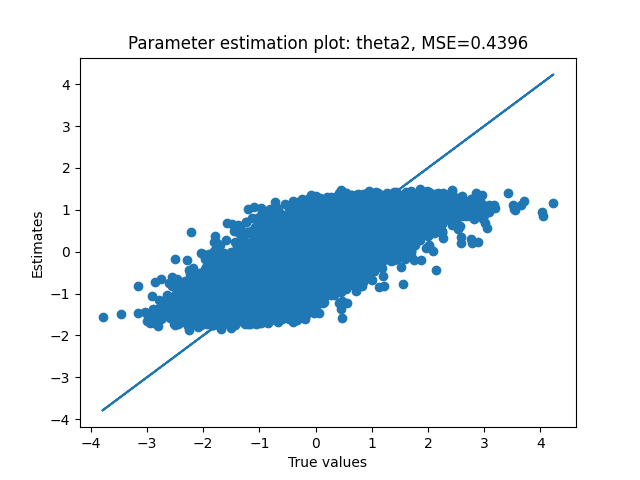 Parameter estimation plot: theta2, MSE=0.4396
4
3
2
1
0
−1
−2
−3
−4
Estimates
−4 −3 −2 −1 0 1 2 3 4
True values